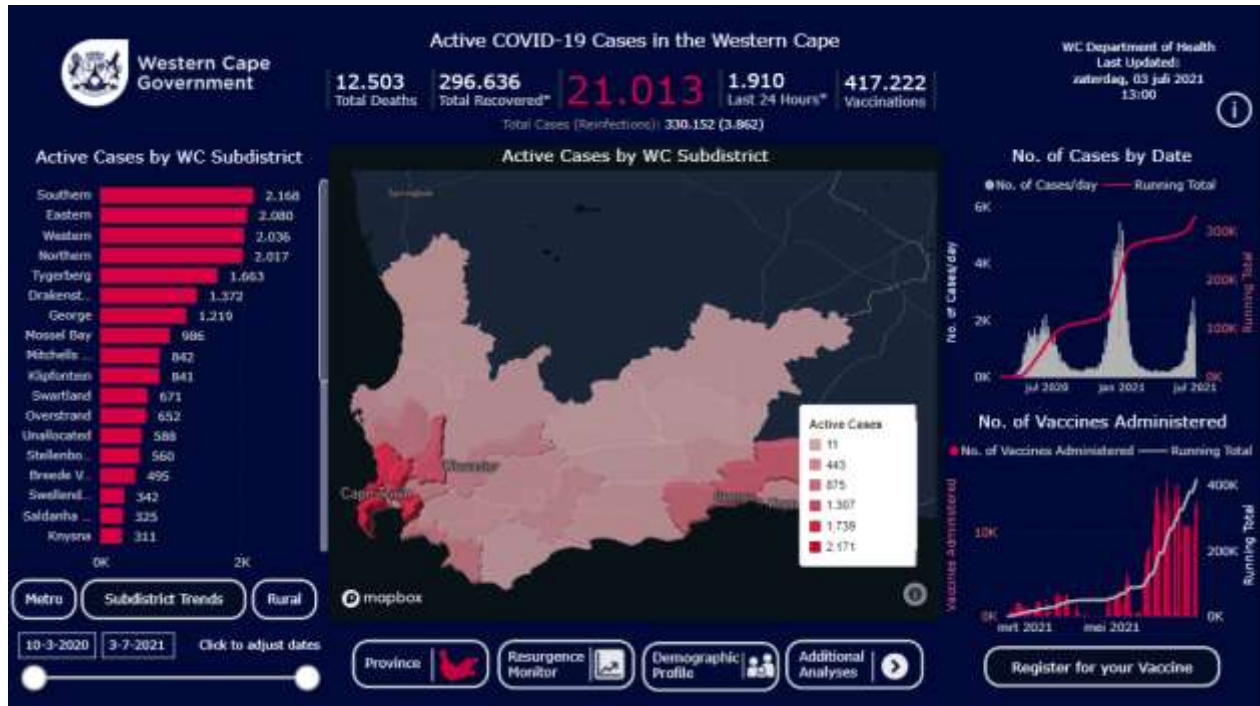 Western Cape
Government
Active COVID-19 Cases in the Western Cape
12.503
Total Deaths
296.636
Total Recovered*
21.013
1.910
Last 24 Hours*
417.222
Vaccinations
Total Cases (Reinfections): 330.152 (3.862)
WC Department of Health
Last Updated:
zaterdag, 03 juli 2021
13:00
i
Active Cases by WC Subdistrict
Southern 2.168
Eastern 2.080
Western 2.036
Northern 2.017
Tygerberg 1.663
Drakenst.. 1.372
George 1.219
Mossel Bay 986
Mitchells ... 842
Klipfontein 841
Swartland 671
Overstrand 652
Unallocated 588
Stellenbo.. 560
Breede V.. 495
Swellend.. 342
Saldanha ... 325
Knysna 311
0K 2K
Metro
Subdistrict Trends
Rural
10-3-2020 3-7-2021 Click to adjust dates
Active Cases by WC Subdistrict
Worcester
Cape Town
Active Cases
11
443
875
1,307
1,739
2,171
mapbox
Province
Resurgence
Monitor
Demographic
Profile
Additional
Analyses
No. of Cases by Date
No. of Cases/day Running Total
No. of Cases/day
6K
4K
2K
0K
300K
200K
100K
0K
Running Total
jul 2020 jan 2021 jul 2021
No. of Vaccines Administered
No. of Vaccines Administered Running Total
Vaccines Administered
10K
0K
400K
200K
0K
Running Total
mrt 2021 mei 2021
Register for your Vaccine